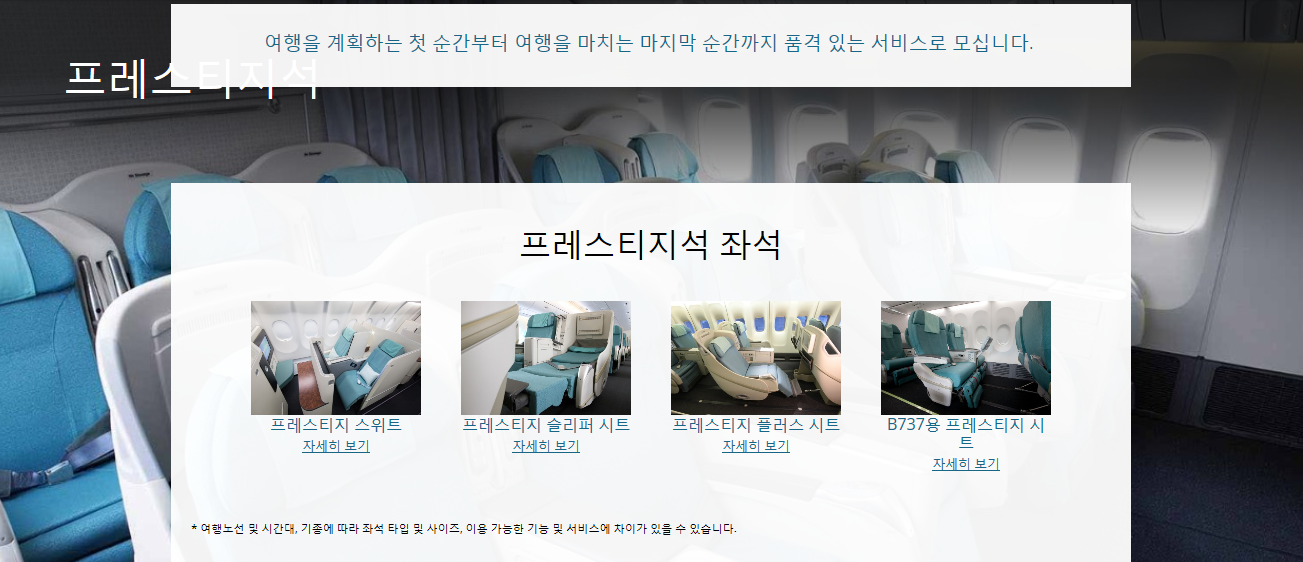 여행을 계획하는 첫 순간부터 여행을 마치는 마지막 순간까지 품격 있는 서비스로 모십니다.
프레스티지석
프레스티지석 좌석
프레스티지 스위트
자세히 보기
프레스티지 슬리퍼 시트
자세히 보기
프레스티지 플러스 시트
자세히 보기
B737용 프레스티지 시
트
자세히 보기
* 여행노선 및 시간대, 기종에 따라 좌석 타입 및 사이즈, 이용 가능한 기능 및 서비스에 차이가 있을 수 있습니다.